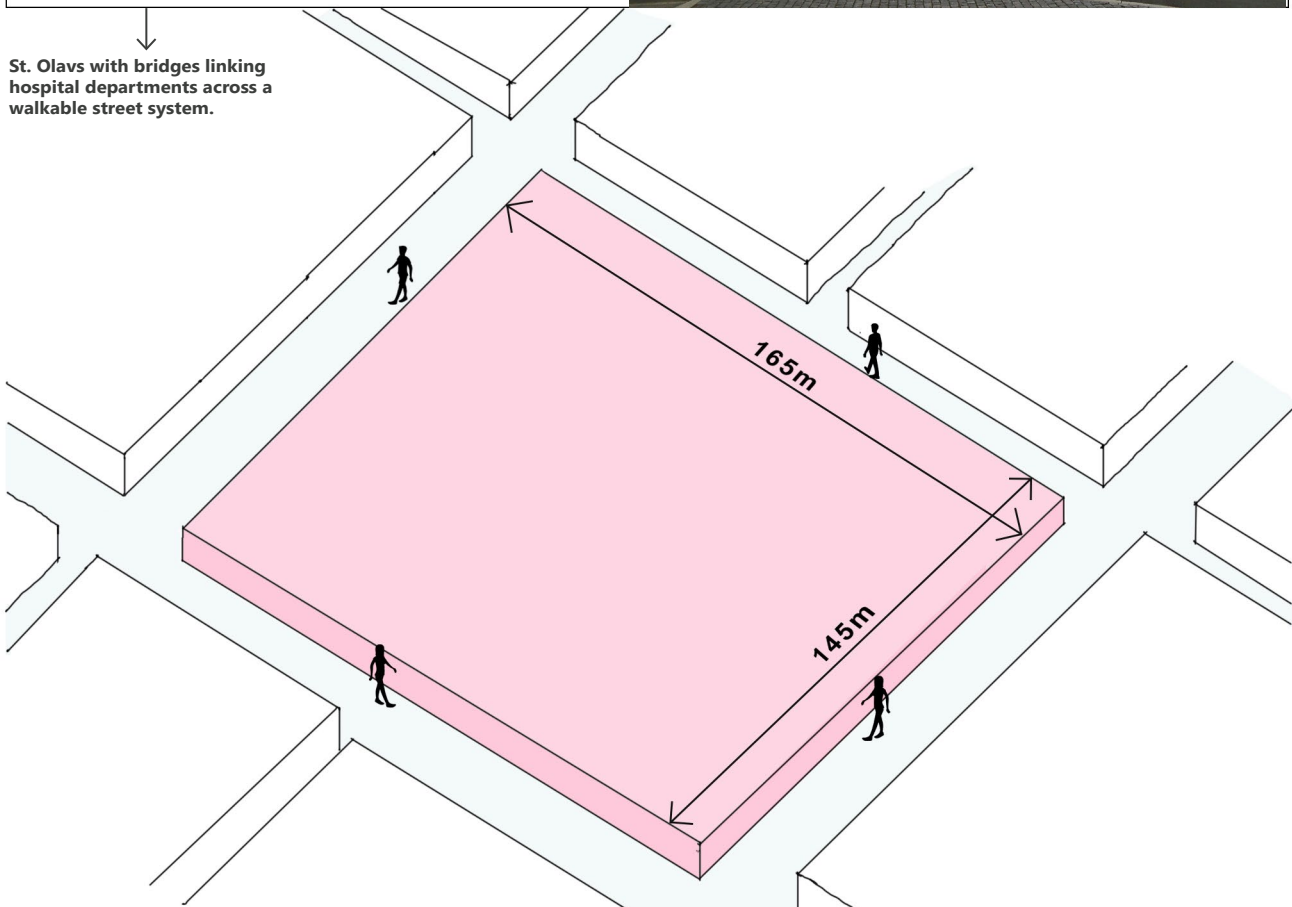 St. Olavs with bridges linking
hospital departments across a
walkable street system.
165m
145m